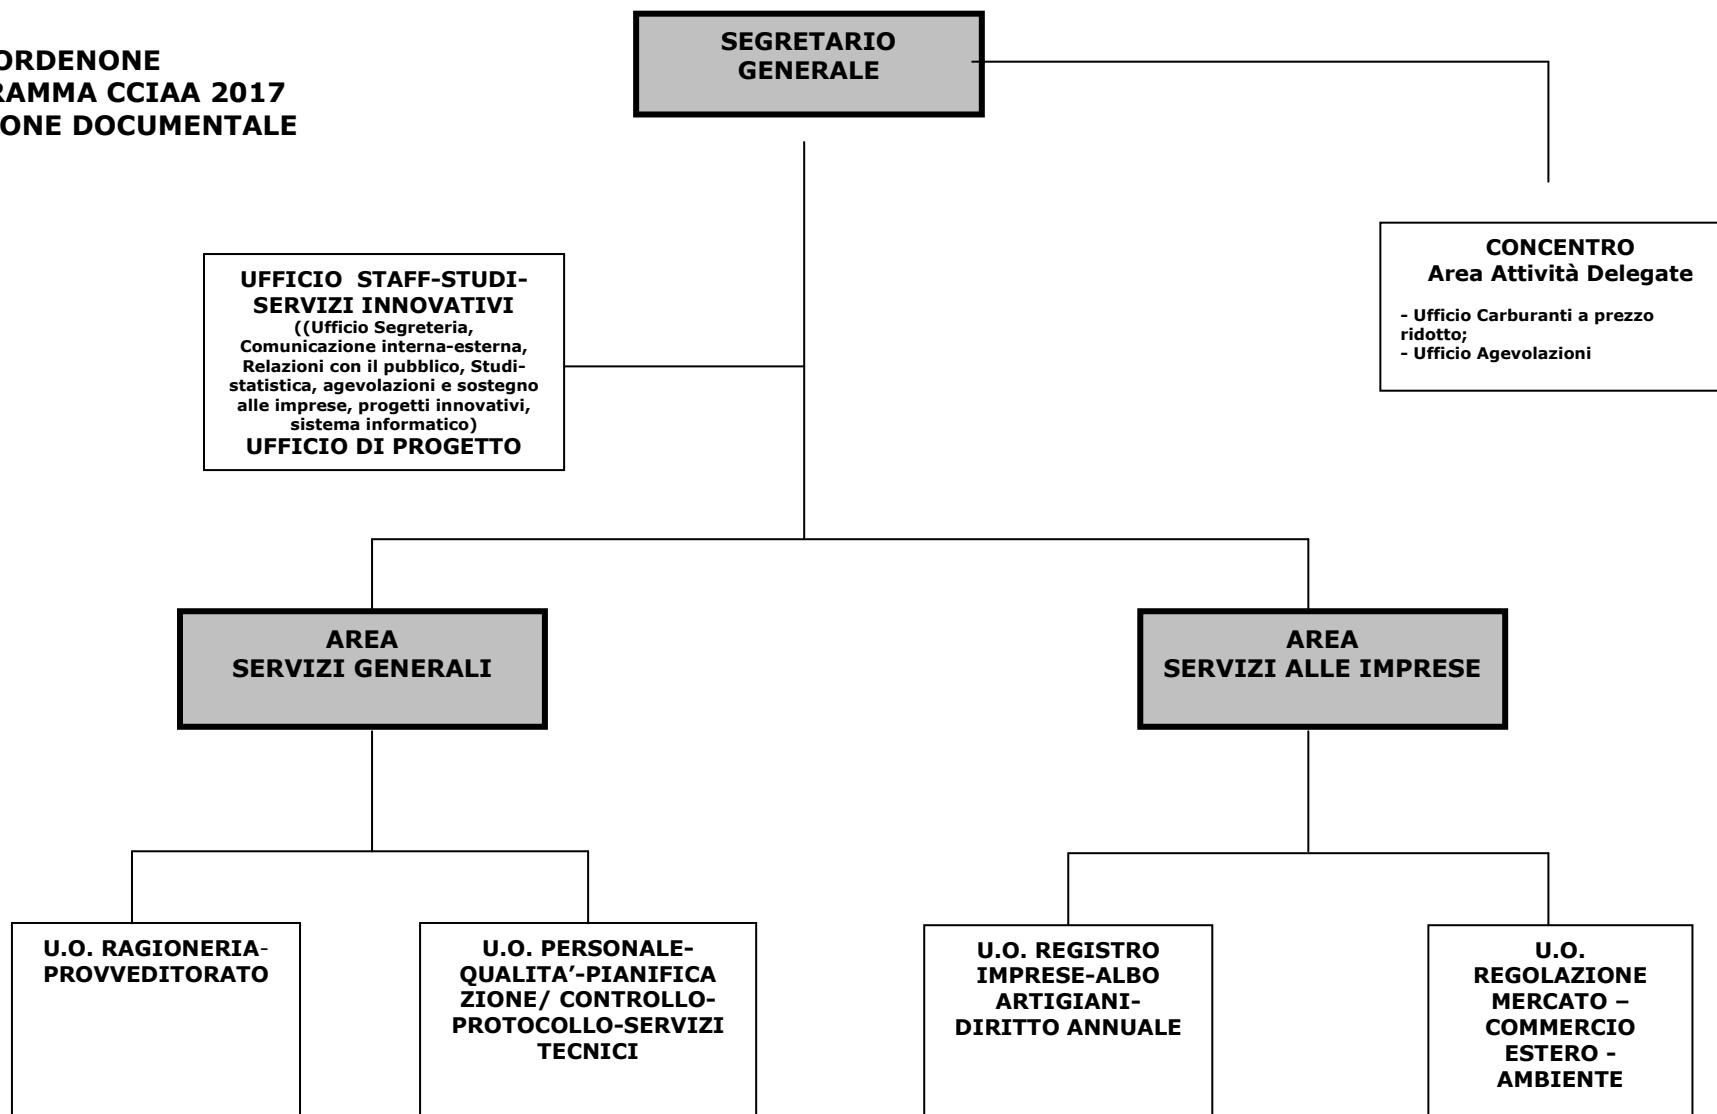 ORDENONE
RAMMA CCIAA 2017
ONE DOCUMENTALE
SEGRETARIO
GENERALE
CONCENTRO
Area Attività Delegate
- Ufficio Carburanti a prezzo
ridotto;
- Ufficio Agevolazioni
UFFICIO STAFF-STUDI-
SERVIZI INNOVATIVI
((Ufficio Segreteria,
Comunicazione interna-esterna,
Relazioni con il pubblico, Studi-
statistica, agevolazioni e sostegno
alle imprese, progetti innovativi,
sistema informatico)
UFFICIO DI PROGETTO
AREA
SERVIZI GENERALI
AREA
SERVIZI ALLE IMPRESE
U.O. RAGIONERIA-
PROVVEDITORATO
U.O. PERSONALE-
QUALITA’-PIANIFICA
ZIONE/ CONTROLLO-
PROTOCOLLO-SERVIZI
TECNICI
U.O. REGISTRO
IMPRESE-ALBO
ARTIGIANI-
DIRITTO ANNUALE
U.O.
REGOLAZIONE
MERCATO –
COMMERCIO
ESTERO -
AMBIENTE